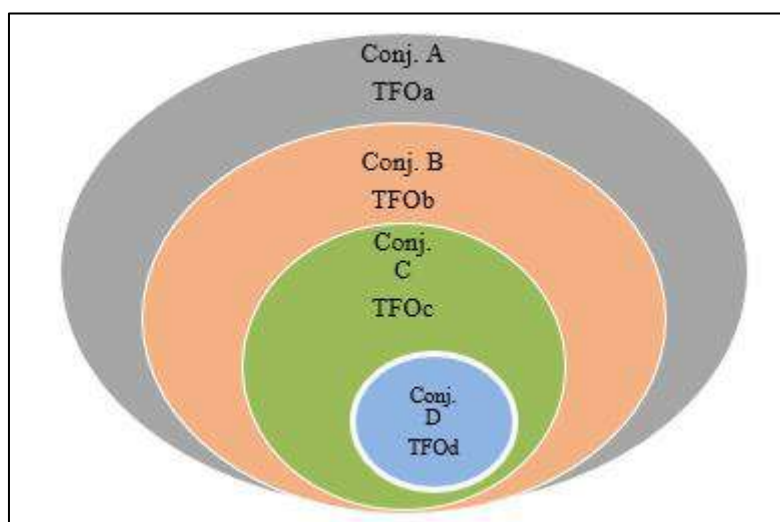 Conj. A
TFOa
Conj. B
TFOb
Conj.
C
TFOc
Conj.
D
TFOd